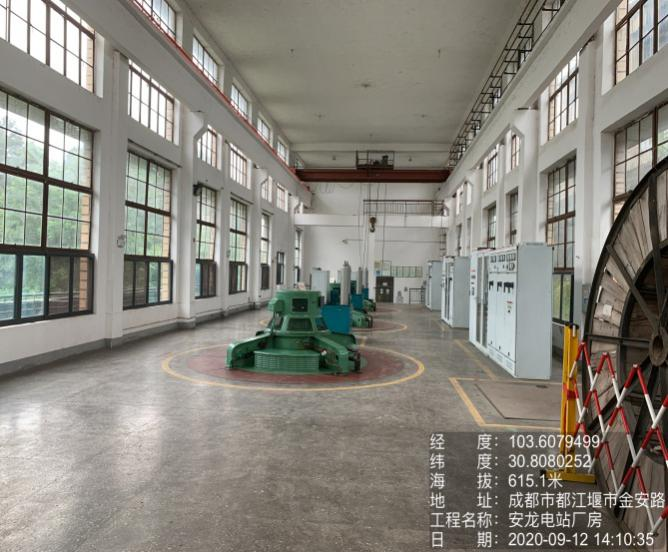 经 度: 103.6079499
纬 度: 30.8080252
海 拔: 615.1米
地 址: 成都市都江堰市金安路
工程名称: 安龙电站厂房
日 期: 2020-09-12 14:10:35